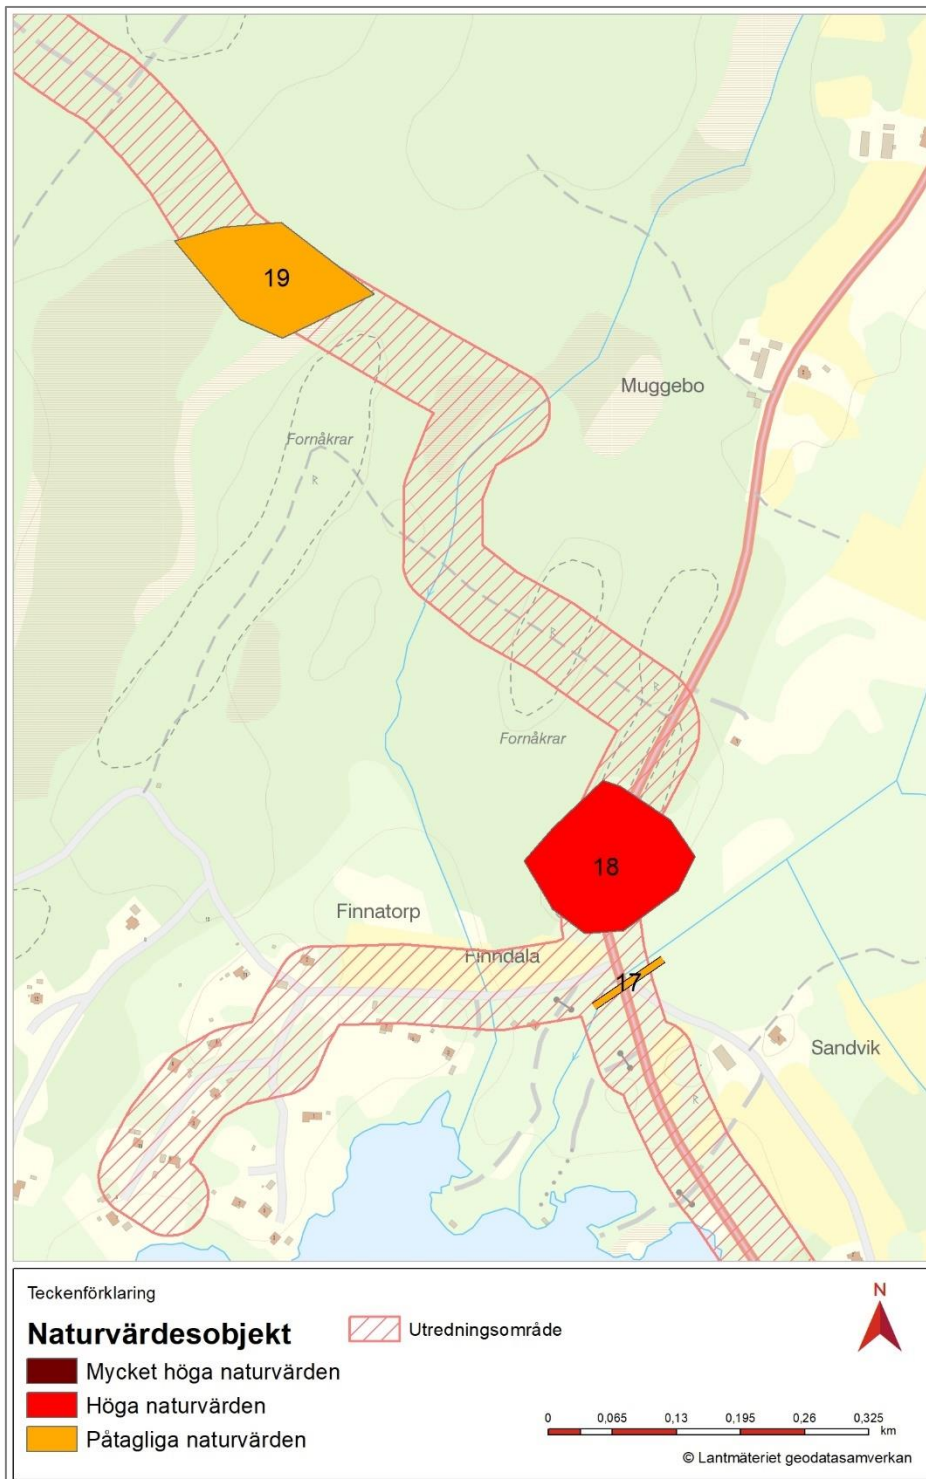 19
Muggebo
Fornåkrar
R
R
R
Fornåkrar
18
Finnatorp
Finndala
17
Sandvik
R
Teckenförklaring
Naturvärdesobjekt
Utredningsområde
N
Mycket höga naturvärden
Höga naturvärden
Påtagliga naturvärden
0 0,065 0,13 0,195 0,26 0,325
km
© Lantmäteriet geodatasamverkan